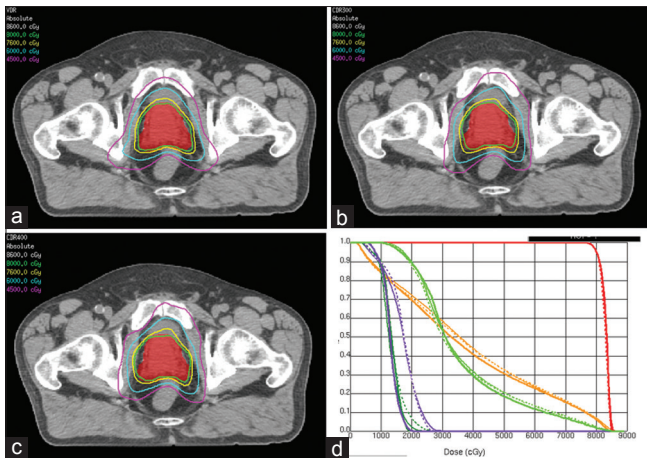 VDR
Absolute
8600.0 cGy
8000.0 cGy
7600.0 cGy
6000.0 cGy
4500.0 cGy
a
CDR300
Absolute
8600.0 cGy
8000.0 cGy
7600.0 cGy
6000.0 cGy
4500.0 cGy
b
CDR400
Absolute
8600.0 cGy
8000.0 cGy
7600.0 cGy
6000.0 cGy
4500.0 cGy
c
1.0
0.9
0.8
0.7
0.6
0.5
0.4
0.3
0.2
0.1
0.0
0 1000 2000 3000 4000 5000 6000 7000 8000 9000
Dose (cGy)
d